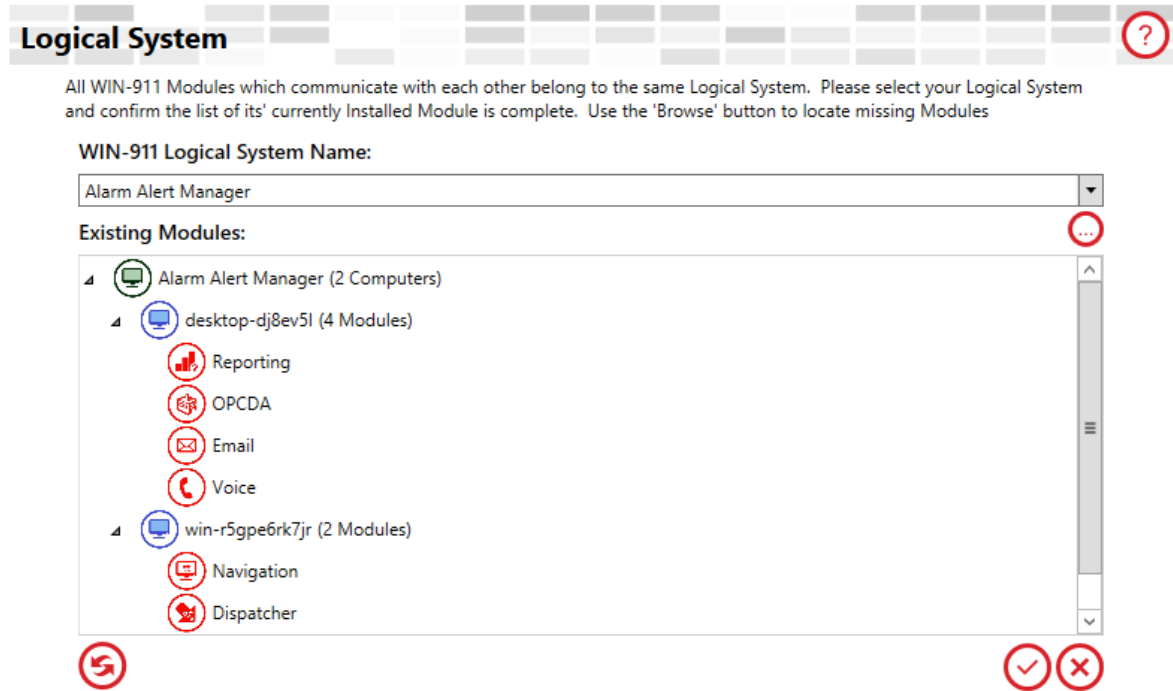 Logical System
?
All WIN-911 Modules which communicate with each other belong to the same Logical System.  Please select your Logical System
and confirm the list of its' currently Installed Module is complete.  Use the 'Browse' button to locate missing Modules
WIN-911 Logical System Name:
Alarm Alert Manager
Existing Modules:
...
Alarm Alert Manager (2 Computers)
desktop-dj8ev5l (4 Modules)
Reporting
OPCDA
Email
Voice
win-r5gpe6rk7jr (2 Modules)
Navigation
Dispatcher